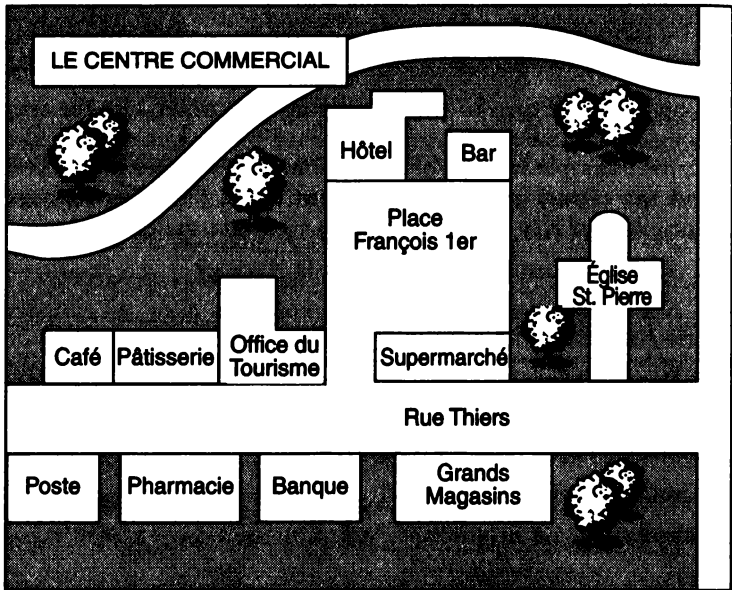 LE CENTRE COMMERCIAL
Hôtel
Bar
Place
François 1er
Église
St. Pierre
Café
Pâtisserie
Office du
Tourisme
Supermarché
Rue Thiers
Poste
Pharmacie
Banque
Grands
Magasins